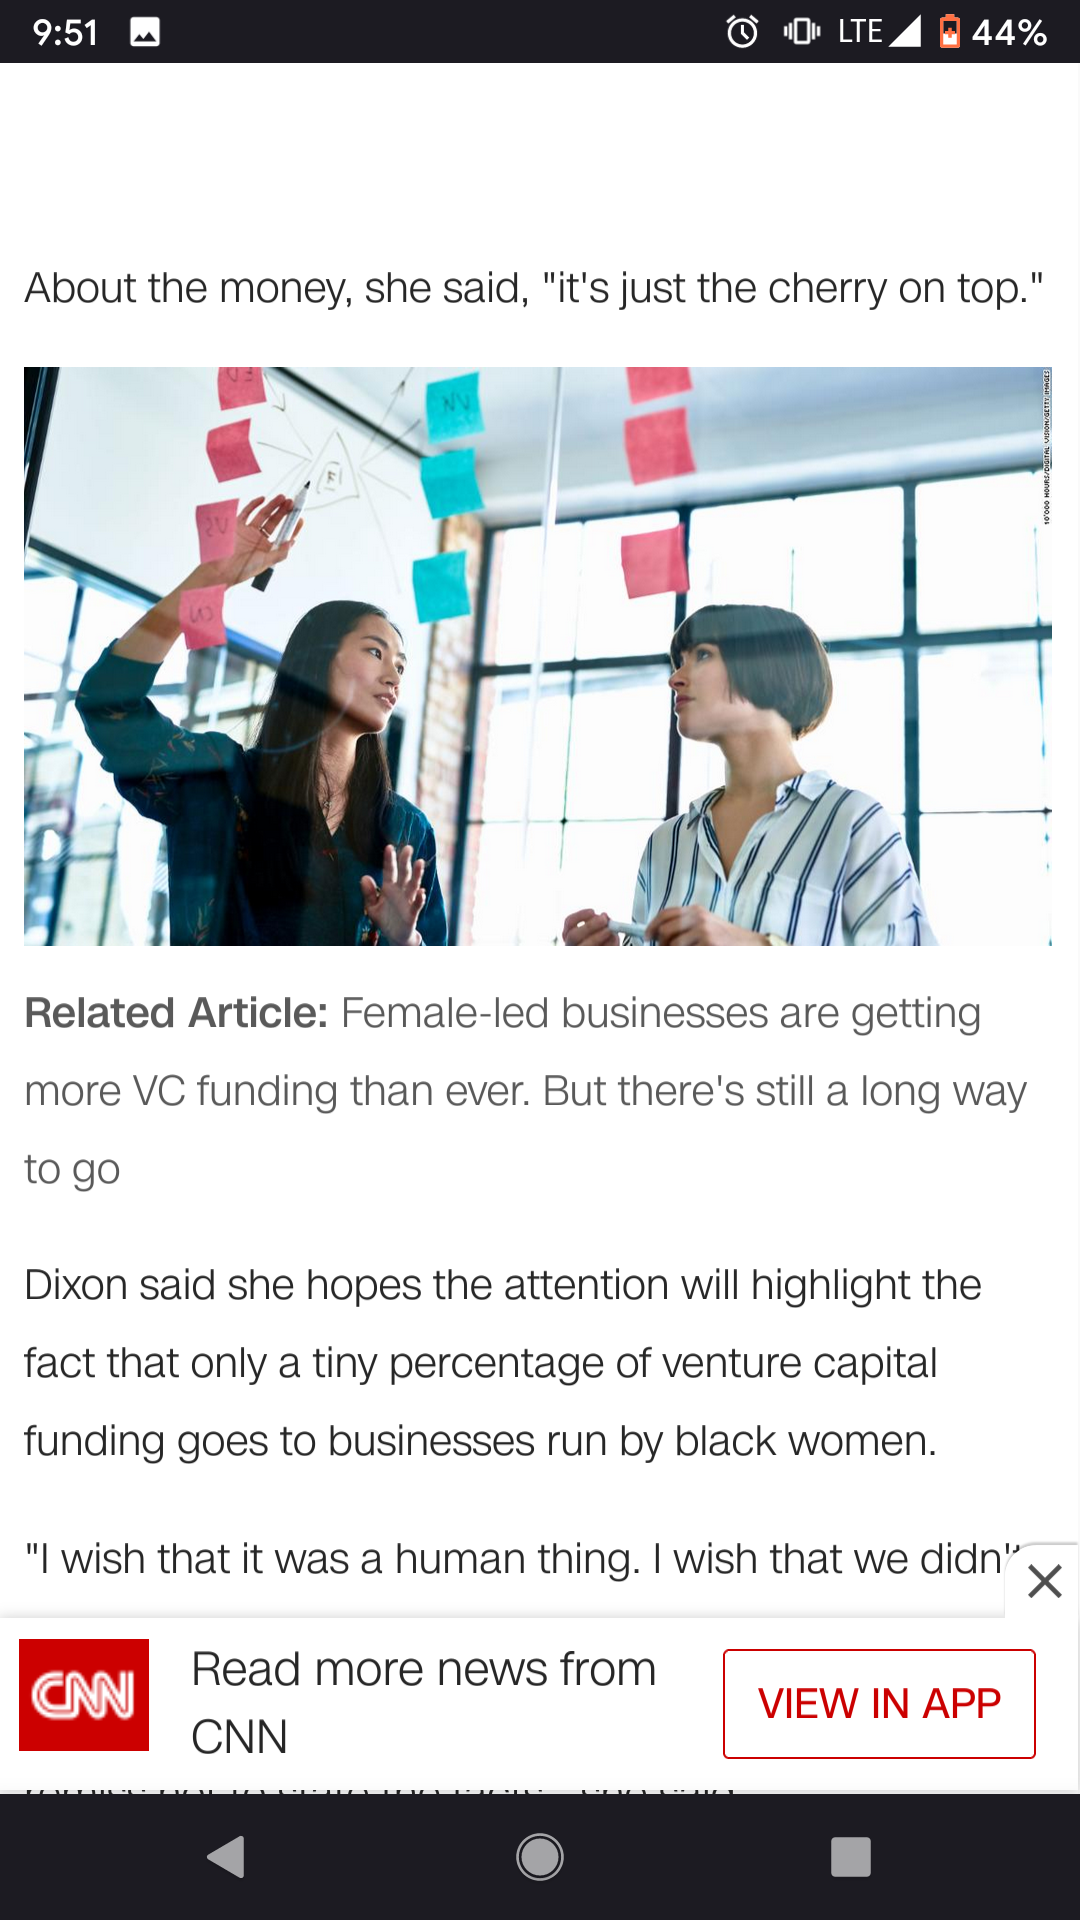 9:51 LTE 44%
About the money, she said, "it's just the cherry on top."
10'000 HOURS/DIGITAL VISION/GETTY IMAGES
Related Article: Female-led businesses are getting
more VC funding than ever. But there's still a long way
to go
Dixon said she hopes the attention will highlight the
fact that only a tiny percentage of venture capital
funding goes to businesses run by black women.
"I wish that it was a human thing. I wish that we didn't
CNN
Read more news from
CNN
VIEW IN APP